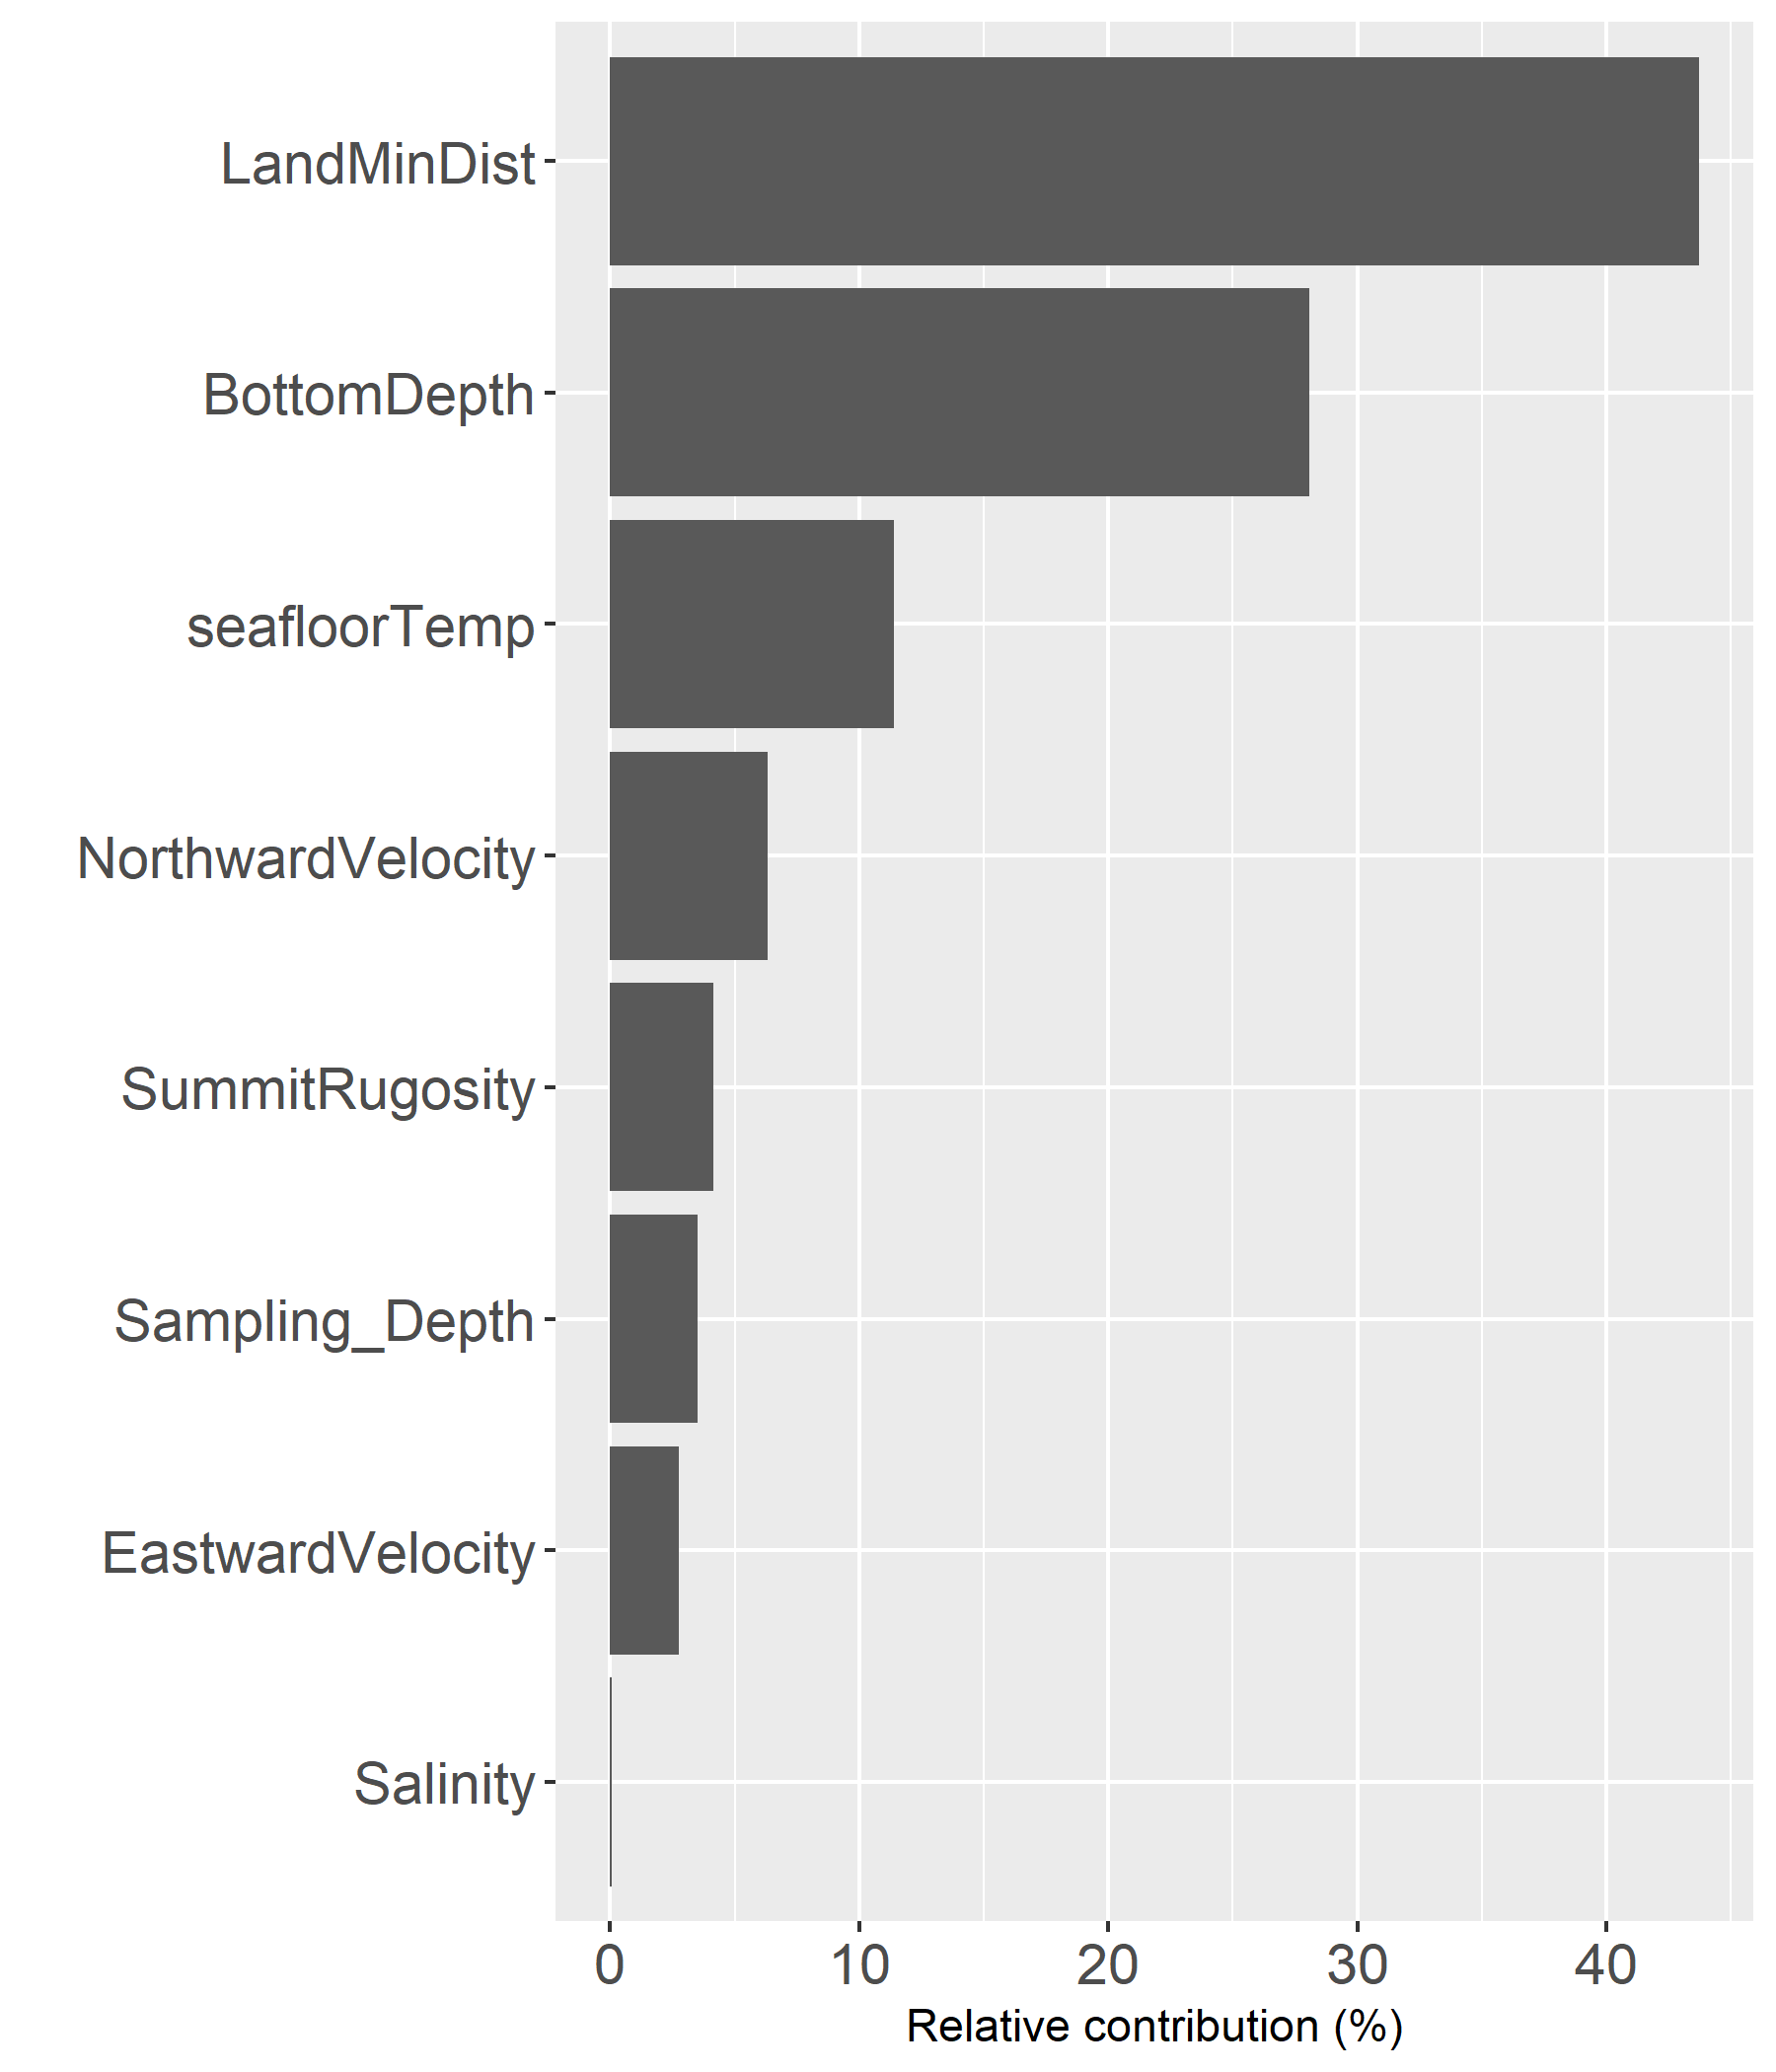 LandMinDist
BottomDepth
seafloorTemp
NorthwardVelocity
SummitRugosity
Sampling_Depth
EastwardVelocity
Salinity
0 10 20 30 40
Relative contribution (%)